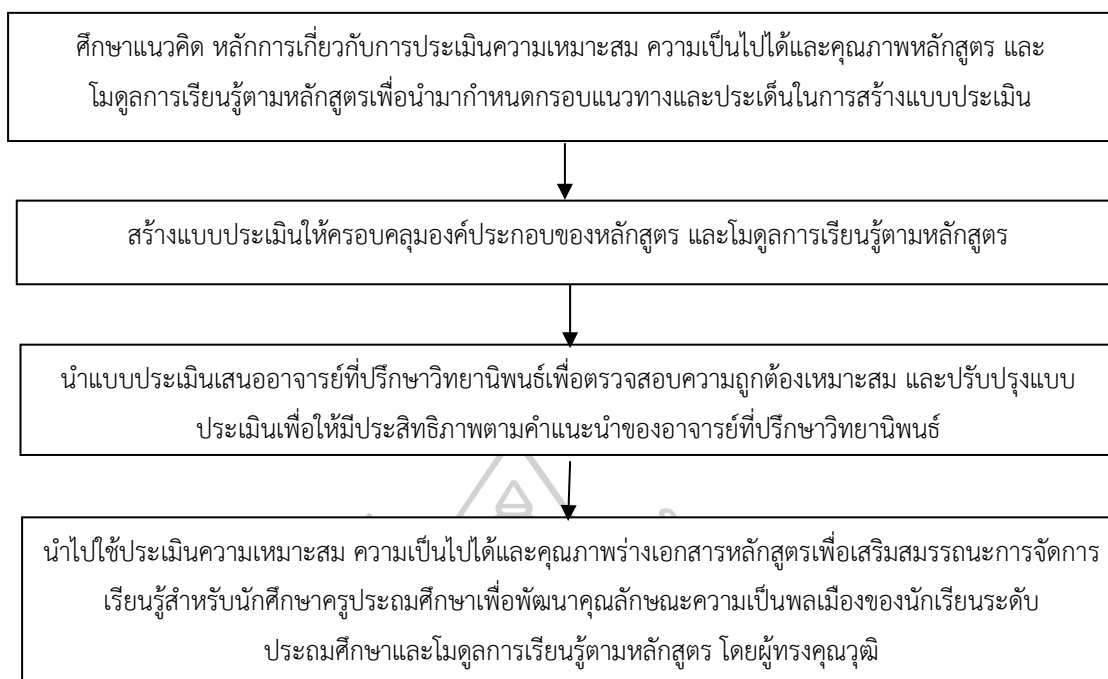 ศึกษาแนวคิด หลักการเกี่ยวกับการประเมินความเหมาะสม ความเป็นไปได้และคุณภาพหลักสูตร และ
โมดูลการเรียนรู้ตามหลักสูตรเพื่อนำมากำหนดกรอบแนวทางและประเด็นในการสร้างแบบประเมิน
สร้างแบบประเมินให้ครอบคลุมองค์ประกอบของหลักสูตร และโมดูลการเรียนรู้ตามหลักสูตร
นำแบบประเมินเสนออาจารย์ที่ปรึกษาวิทยานิพนธ์เพื่อตรวจสอบความถูกต้องเหมาะสม และปรับปรุงแบบ
ประเมินเพื่อให้มีประสิทธิภาพตามคำแนะนำของอาจารย์ที่ปรึกษาวิทยานิพนธ์
นำไปใช้ประเมินความเหมาะสม ความเป็นไปได้และคุณภาพร่างเอกสารหลักสูตรเพื่อเสริมสมรรถนะการจัดการ
เรียนรู้สำหรับนักศึกษาครูประถมศึกษาเพื่อพัฒนาคุณลักษณะความเป็นพลเมืองของนักเรียนระดับ
ประถมศึกษาและโมดูลการเรียนรู้ตามหลักสูตร โดยผู้ทรงคุณวุฒิ